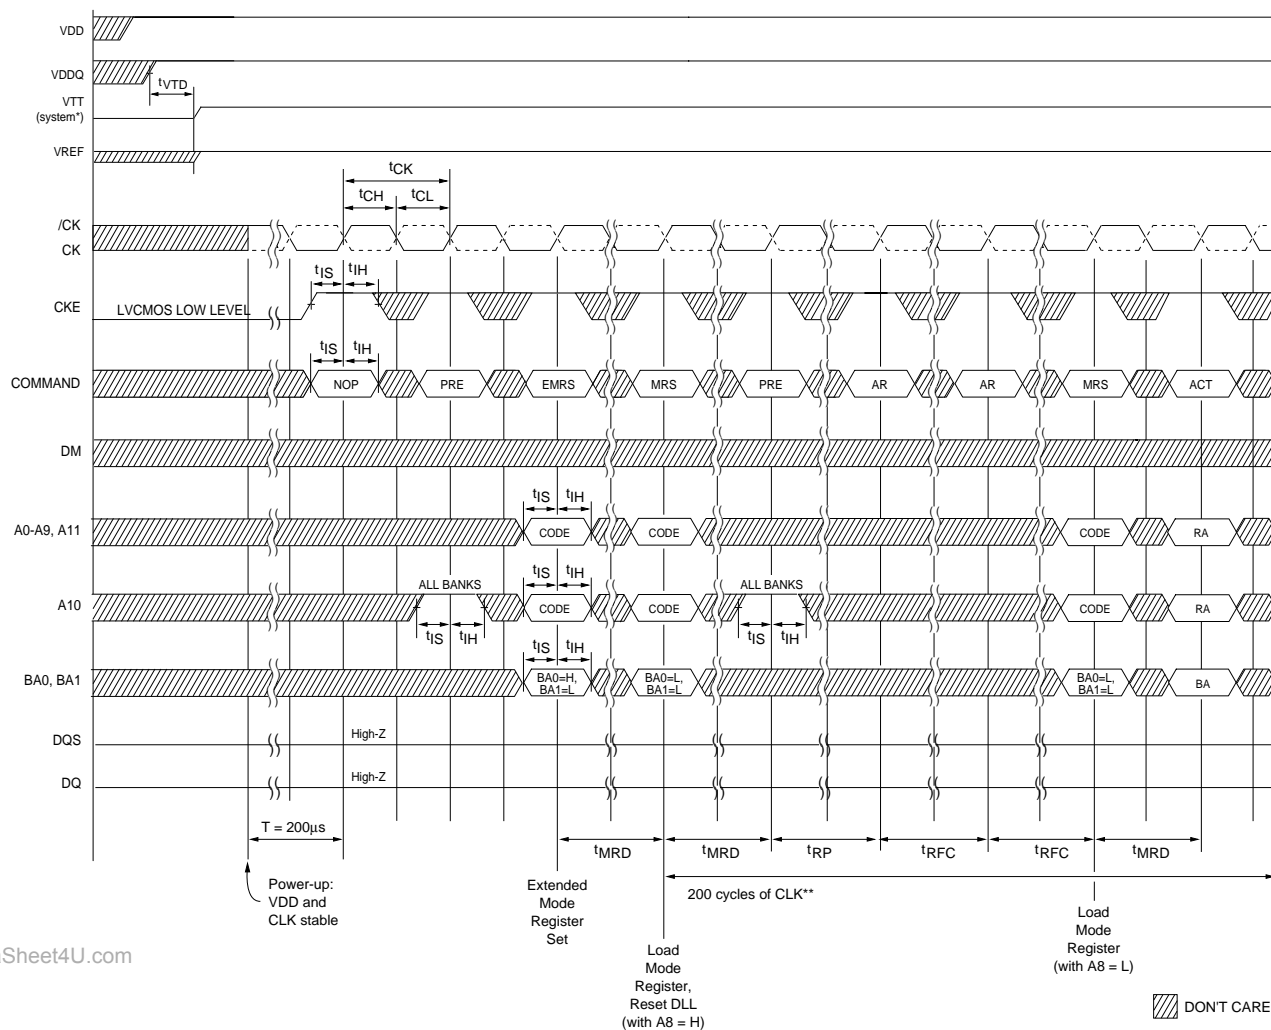 VDD
VDDQ
tVTD
VTT
(system*)
VREF
tCK
tCH tCL
/CK
CK
tIS tIH
CKE LVCMOS LOW LEVEL
tIS tIH
COMMAND NOP PRE EMRS MRS PRE AR AR MRS ACT
DM
tIS tIH
A0-A9, A11 CODE CODE CODE RA
ALL BANKS tIS tIH ALL BANKS
A10 CODE CODE CODE RA
tIS tIH tIS tIH tIS tIH
BA0, BA1 BA0=H, BA0=L, BA0=L, BA
BA1=L BA1=L BA1=L
DQS High-Z
DQ High-Z
T = 200µs
tMRD tMRD tRP tRFC tRFC tMRD
Power-up:
VDD and
CLK stable
Extended
Mode
Register
Set
200 cycles of CLK**
Load
Mode
Register,
Reset DLL
(with A8 = H)
Load
Mode
Register
(with A8 = L)
Sheet4U.com
DON'T CARE